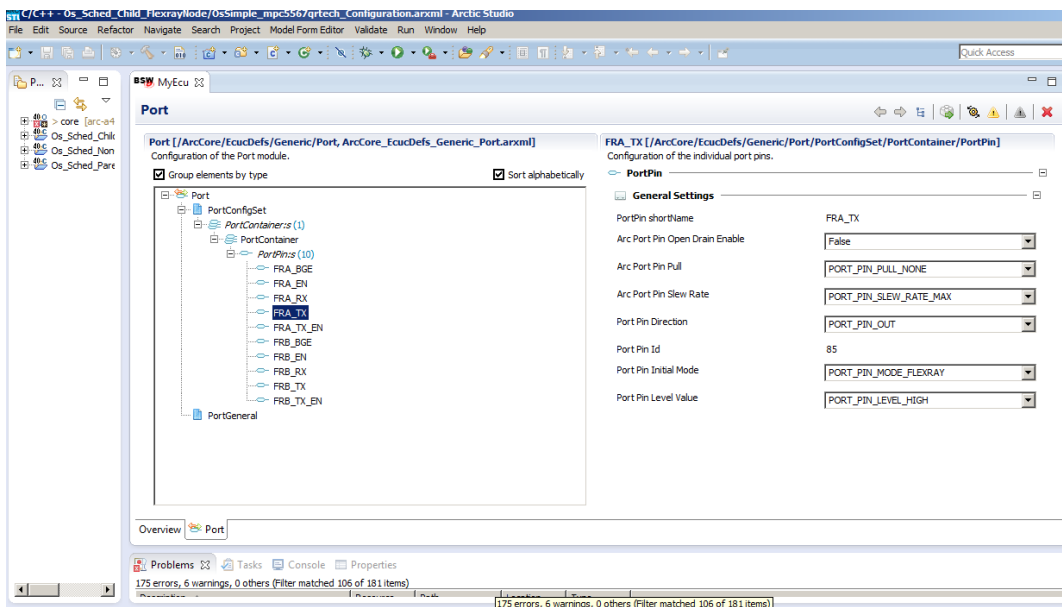 C/C++ - Os_Sched_Child_FlexrayNode/OsSimple_mpc5567/qrtech_Configuration.arxml - Arctic Studio
File Edit Source Refactor Navigate Search Project Model Form Editor Validate Run Window Help
Quick Access
P...
BSW MyEcu
> core [arc-a4
Os_Sched_Chilc
Os_Sched_Non
Os_Sched_Pare
Port
Port [/ArcCore/EcucDefs/Generic/Port, ArcCore_EcucDefs_Generic_Port.arxml]
Configuration of the Port module.
Group elements by type
Sort alphabetically
Port
PortConfigSet
PortContainer:s (1)
PortContainer
PortPin:s (10)
FRA_BGE
FRA_EN
FRA_RX
FRA_TX
FRA_TX_EN
FRB_BGE
FRB_EN
FRB_RX
FRB_TX
FRB_TX_EN
PortGeneral
FRA_TX [/ArcCore/EcucDefs/Generic/Port/PortConfigSet/PortContainer/PortPin]
Configuration of the individual port pins.
PortPin
General Settings
PortPin shortName FRA_TX
Arc Port Pin Open Drain Enable False
Arc Port Pin Pull PORT_PIN_PULL_NONE
Arc Port Pin Slew Rate PORT_PIN_SLEW_RATE_MAX
Port Pin Direction PORT_PIN_OUT
Port Pin Id 85
Port Pin Initial Mode PORT_PIN_MODE_FLEXRAY
Port Pin Level Value PORT_PIN_LEVEL_HIGH
Overview Port
Problems Tasks Console Properties
175 errors, 6 warnings, 0 others (Filter matched 106 of 181 items)
175 errors, 6 warnings, 0 others (Filter matched 106 of 181 items)